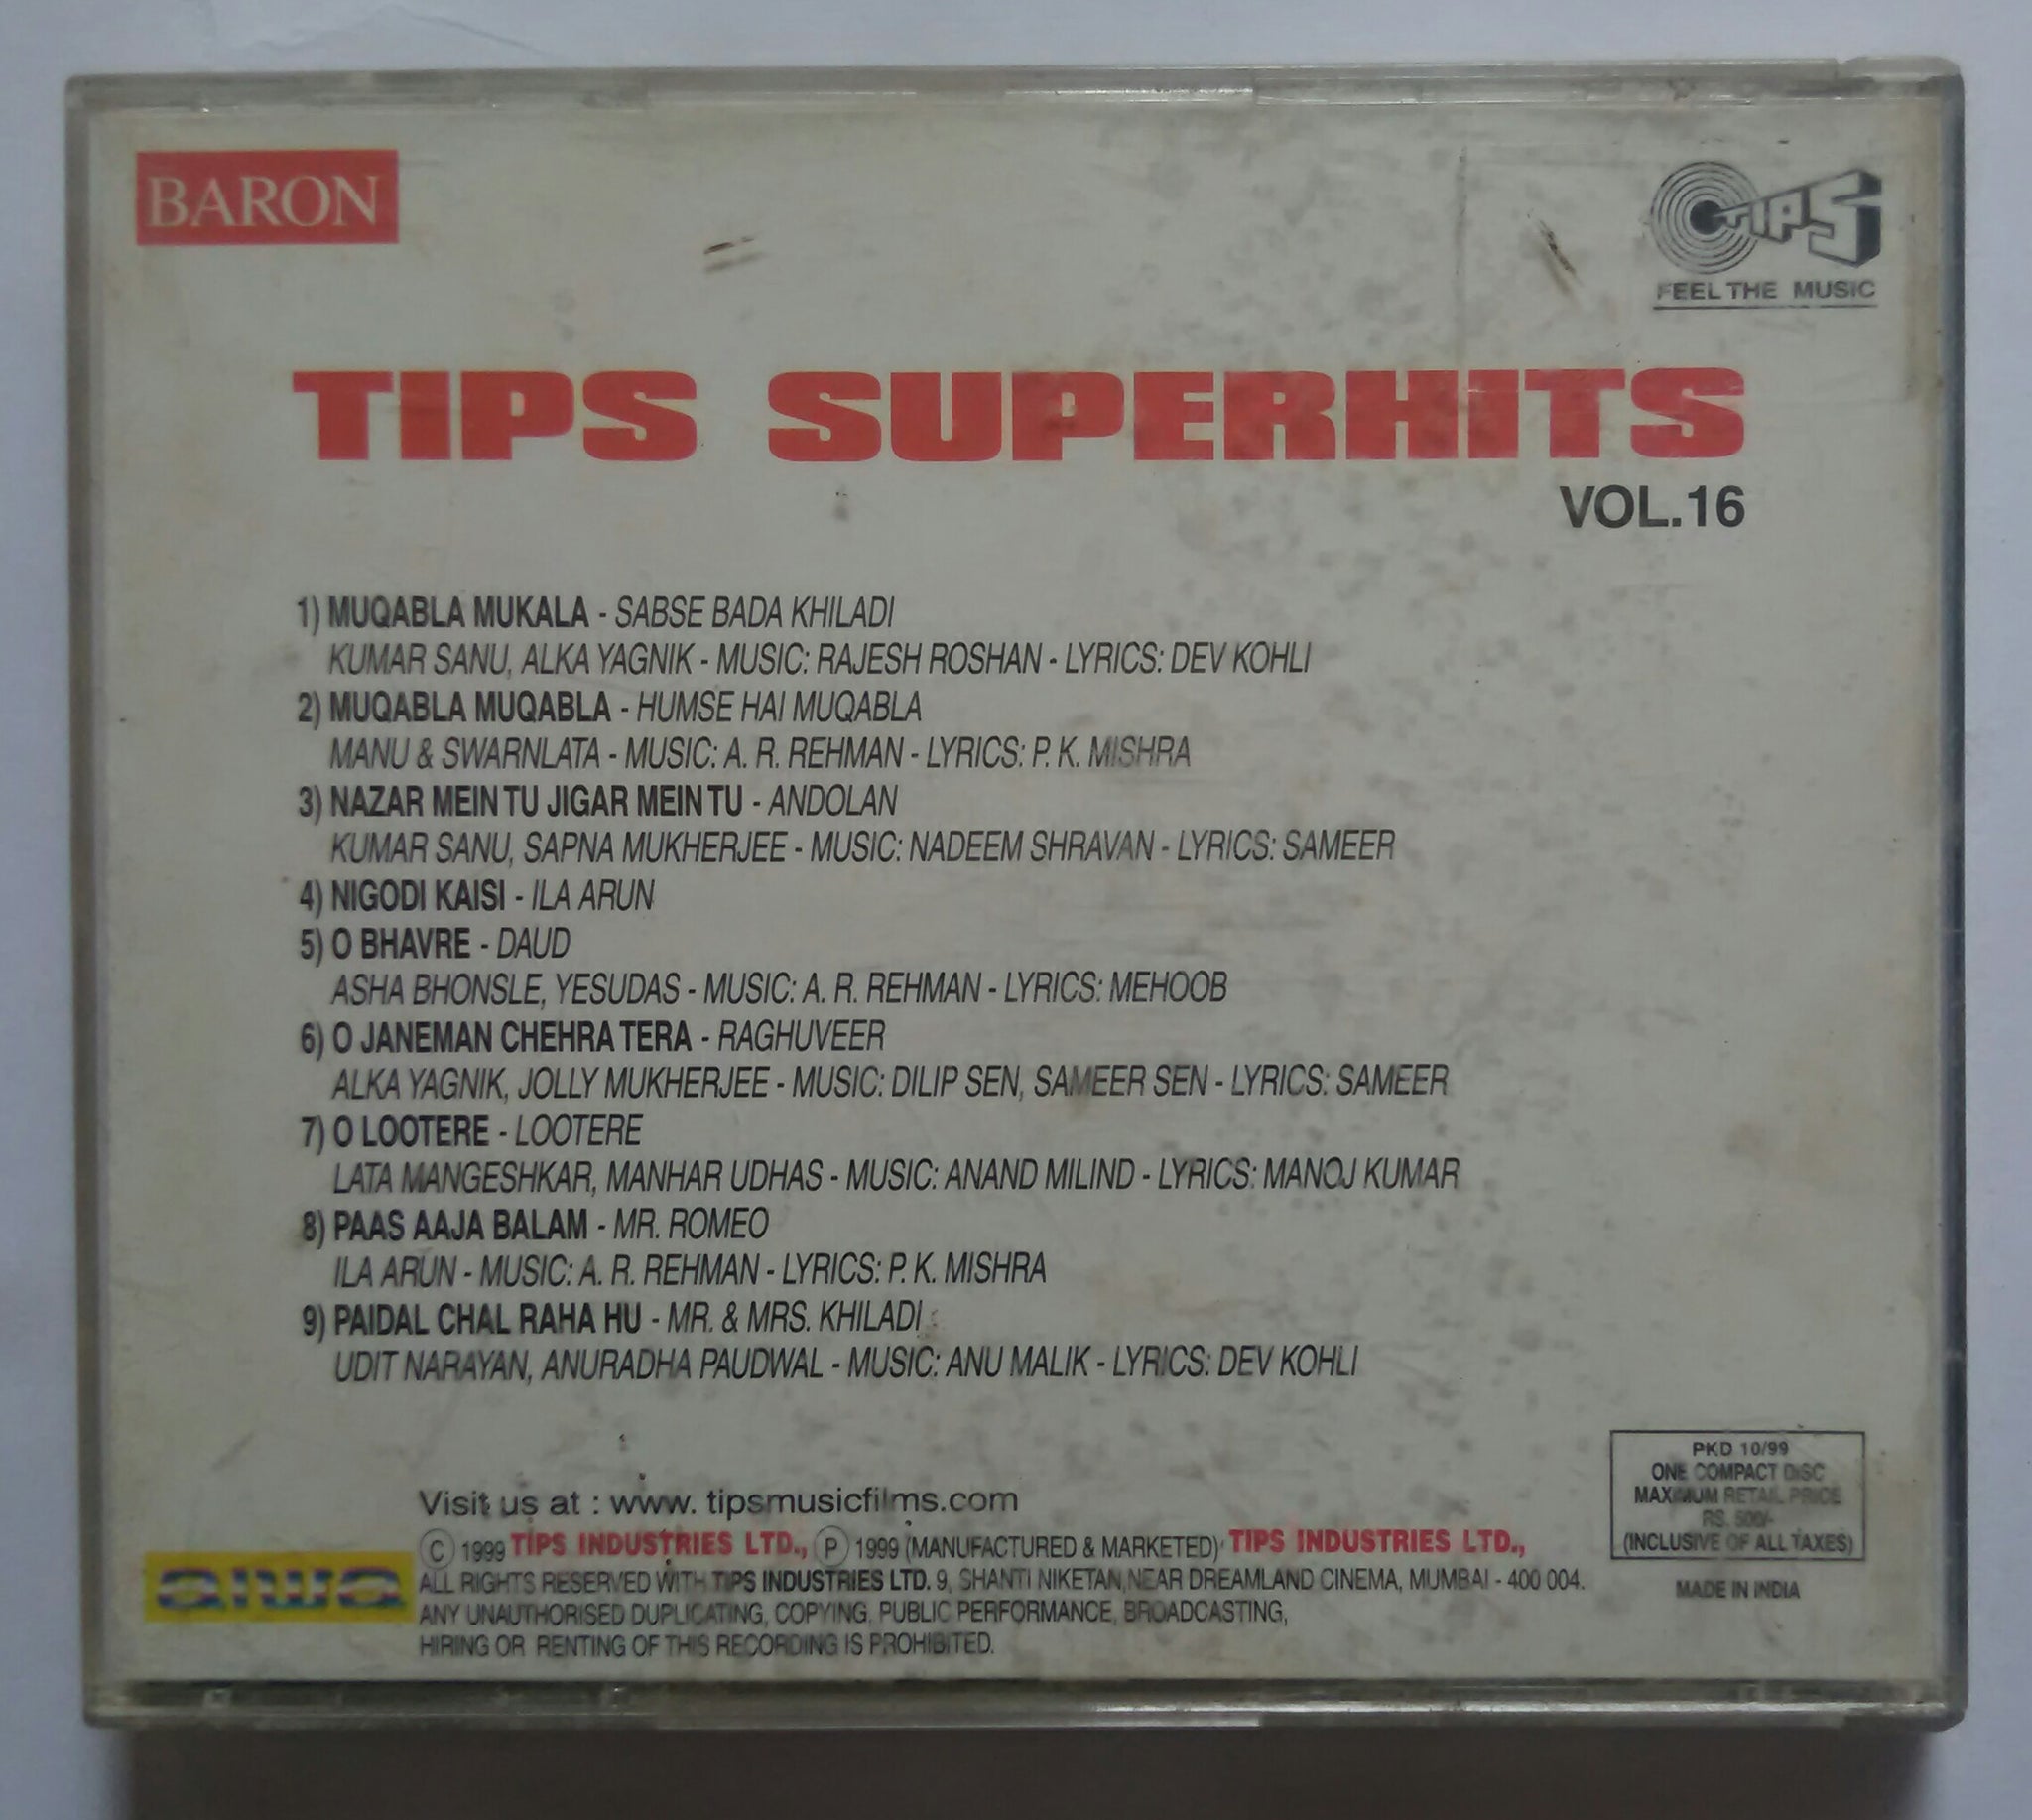 BARON
TIPS
FEEL THE MUSIC
TIPS SUPERHITS
VOL.16
1) MUQABLA MUKALA - SABSE BADA KHILADI
KUMAR SANU, ALKA YAGNIK - MUSIC: RAJESH ROSHAN - LYRICS: DEV KOHLI
2) MUQABLA MUQABLA - HUMSE HAI MUQABLA
MANU & SWARNLATA - MUSIC: A. R. REHMAN - LYRICS: P. K. MISHRA
3) NAZAR MEIN TU JIGAR MEIN TU - ANDOLAN
KUMAR SANU, SAPNA MUKHERJEE - MUSIC: NADEEM SHRAVAN - LYRICS: SAMEER
4) NIGODI KAISI - ILA ARUN
5) O BHAVRE - DAUD
ASHA BHONSLE, YESUDAS - MUSIC: A. R. REHMAN - LYRICS: MEHOOB
6) O JANEMAN CHEHRA TERA - RAGHUVEER
ALKA YAGNIK, JOLLY MUKHERJEE - MUSIC: DILIP SEN, SAMEER SEN - LYRICS: SAMEER
7) O LOOTERE - LOOTERE
LATA MANGESHKAR, MANHAR UDHAS - MUSIC: ANAND MILIND - LYRICS: MANOJ KUMAR
8) PAAS AAJA BALAM - MR. ROMEO
ILA ARUN - MUSIC: A. R. REHMAN - LYRICS: P. K. MISHRA
9) PAIDAL CHAL RAHA HU - MR. & MRS. KHILADI
UDIT NARAYAN, ANURADHA PAUDWAL - MUSIC: ANU MALIK - LYRICS: DEV KOHLI
PKD 10/99
ONE COMPACT DISC
MAXIMUM RETAIL PRICE
RS. 500/-
(INCLUSIVE OF ALL TAXES)
MADE IN INDIA
Visit us at : www. tipsmusicfilms.com
© 1999 TIPS INDUSTRIES LTD., ℗ 1999 (MANUFACTURED & MARKETED) TIPS INDUSTRIES LTD.,
ALL RIGHTS RESERVED WITH TIPS INDUSTRIES LTD. 9, SHANTI NIKETAN, NEAR DREAMLAND CINEMA, MUMBAI - 400 004.
ANY UNAUTHORISED DUPLICATING, COPYING, PUBLIC PERFORMANCE, BROADCASTING,
HIRING OR RENTING OF THIS RECORDING IS PROHIBITED.
aiwa